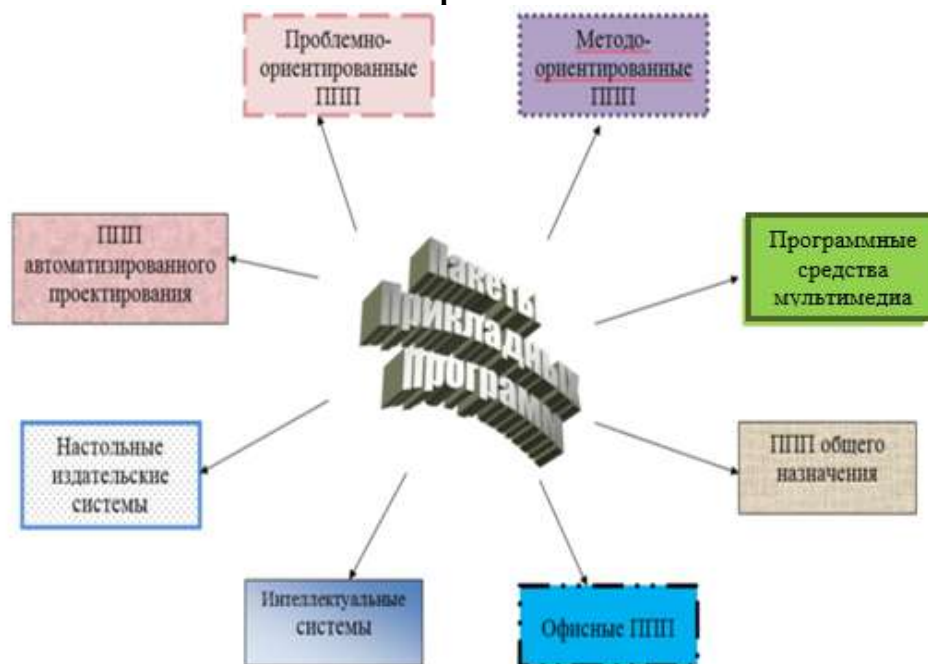 Проблемно-
ориентированные
ППП
Методо-
ориентированные
ППП
ППП
автоматизированного
проектирования
Программные
средства
мультимедиа
Пакеты
Прикладных
Программ
Настольные
издательские
системы
ППП общего
назначения
Интеллектуальные
системы
Офисные ППП